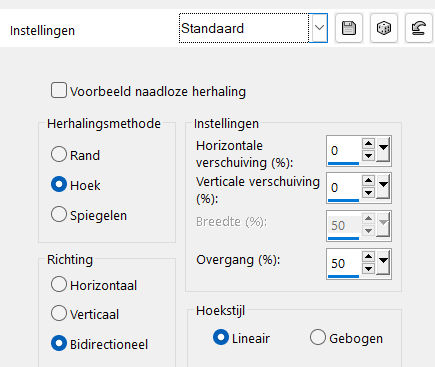 Instellingen
Standaard
Voorbeeld naadloze herhaling
Herhalingsmethode
Rand
Hoek
Spiegelen
Instellingen
Horizontale
verschuiving (%):
0
Verticale verschuiving
(%):
0
Breedte (%):
50
Overgang (%):
50
Richting
Horizontaal
Verticaal
Bidirectioneel
Hoekstijl
Lineair
Gebogen